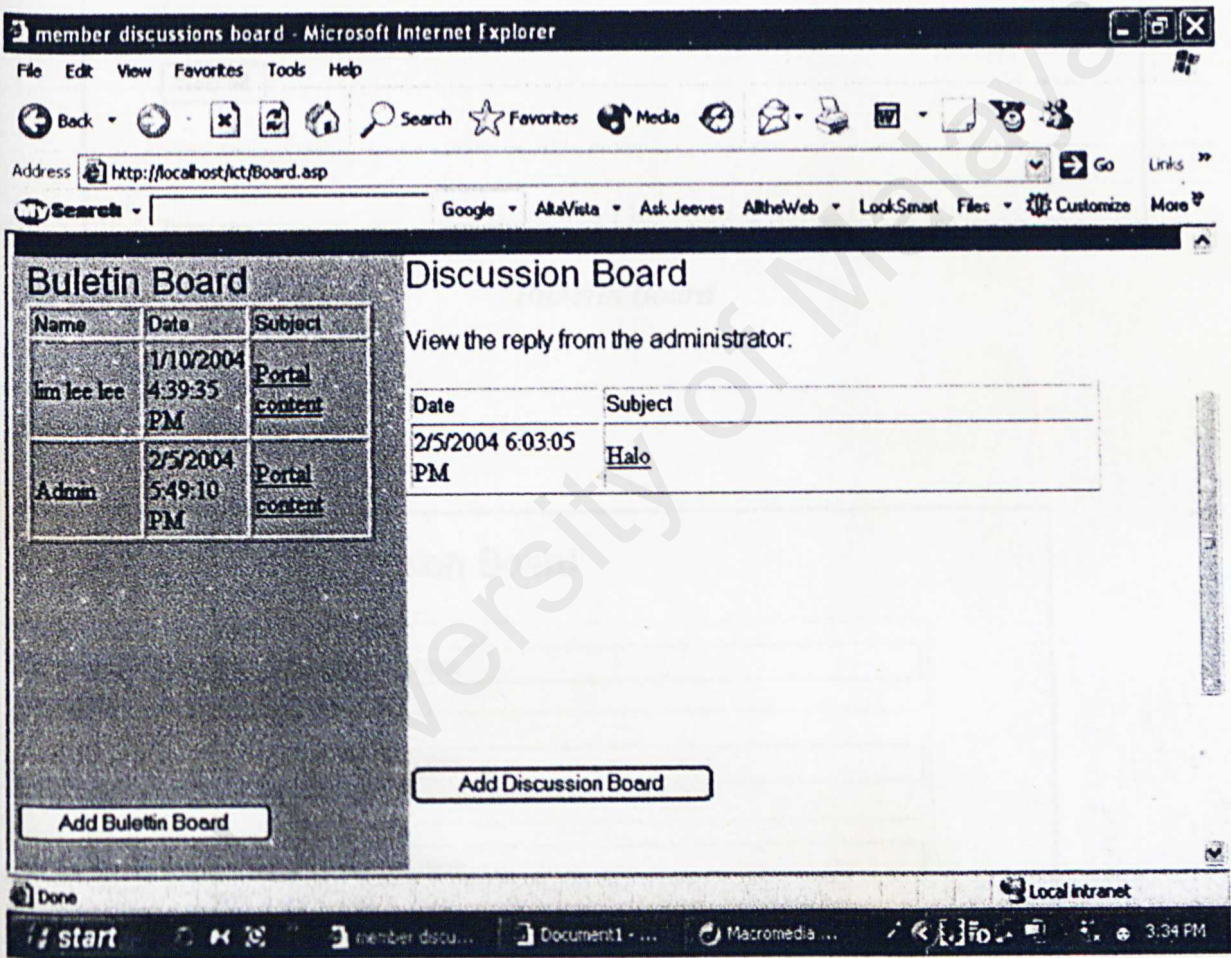 member discussions board - Microsoft Internet Explorer
File Edit View Favorites Tools Help
Back Search Favorites Media
Address http://localhost/ict/Board.asp Go Links »
My Search Google AltaVista Ask Jeeves AlltheWeb LookSmart Files Customize More »
Buletin Board
Name Date Subject
lim lee lee 1/10/2004 4:39:35 PM Portal content
Admin 2/5/2004 5:49:10 PM Portal content
Add Bulettin Board
Discussion Board
View the reply from the administrator:
Date Subject
2/5/2004 6:03:05 PM Halo
Add Discussion Board
Done Local intranet
start member discu... Document1 - ... Macromedia ... 3:34 PM